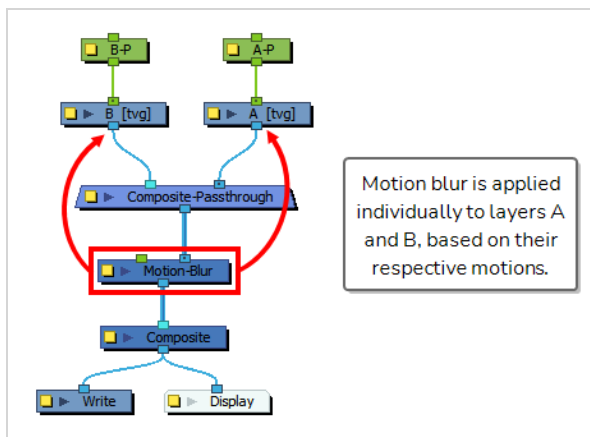 B-P
A-P
B [tvg]
A [tvg]
Composite-Passthrough
Motion blur is applied
individually to layers A
and B, based on their
respective motions.
Motion-Blur
Composite
Write
Display